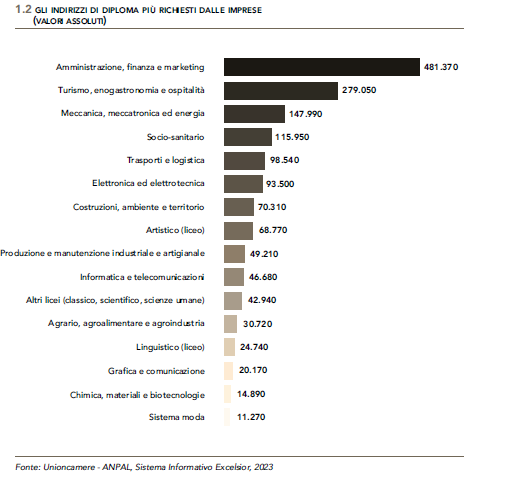 1.2 GLI INDIRIZZI DI DIPLOMA PIÙ RICHIESTI DALLE IMPRESE
(VALORI ASSOLUTI)
Amministrazione, finanza e marketing 481.370
Turismo, enogastronomia e ospitalità 279.050
Meccanica, meccatronica ed energia 147.990
Socio-sanitario 115.950
Trasporti e logistica 98.540
Elettronica ed elettrotecnica 93.500
Costruzioni, ambiente e territorio 70.310
Artistico (liceo) 68.770
Produzione e manutenzione industriale e artigianale 49.210
Informatica e telecomunicazioni 46.680
Altri licei (classico, scientifico, scienze umane) 42.940
Agrario, agroalimentare e agroindustria 30.720
Linguistico (liceo) 24.740
Grafica e comunicazione 20.170
Chimica, materiali e biotecnologie 14.890
Sistema moda 11.270
Fonte: Unioncamere - ANPAL, Sistema Informativo Excelsior, 2023